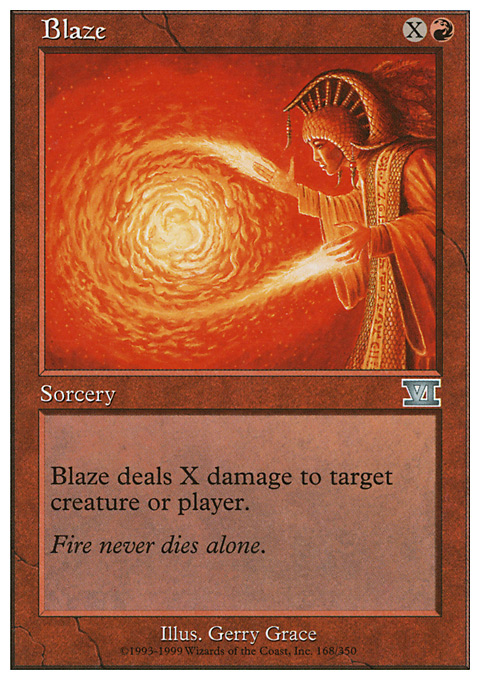 Blaze
X
Sorcery
VI
Blaze deals X damage to target
creature or player.
Fire never dies alone.
Illus. Gerry Grace
©1993-1999 Wizards of the Coast, Inc. 168/350